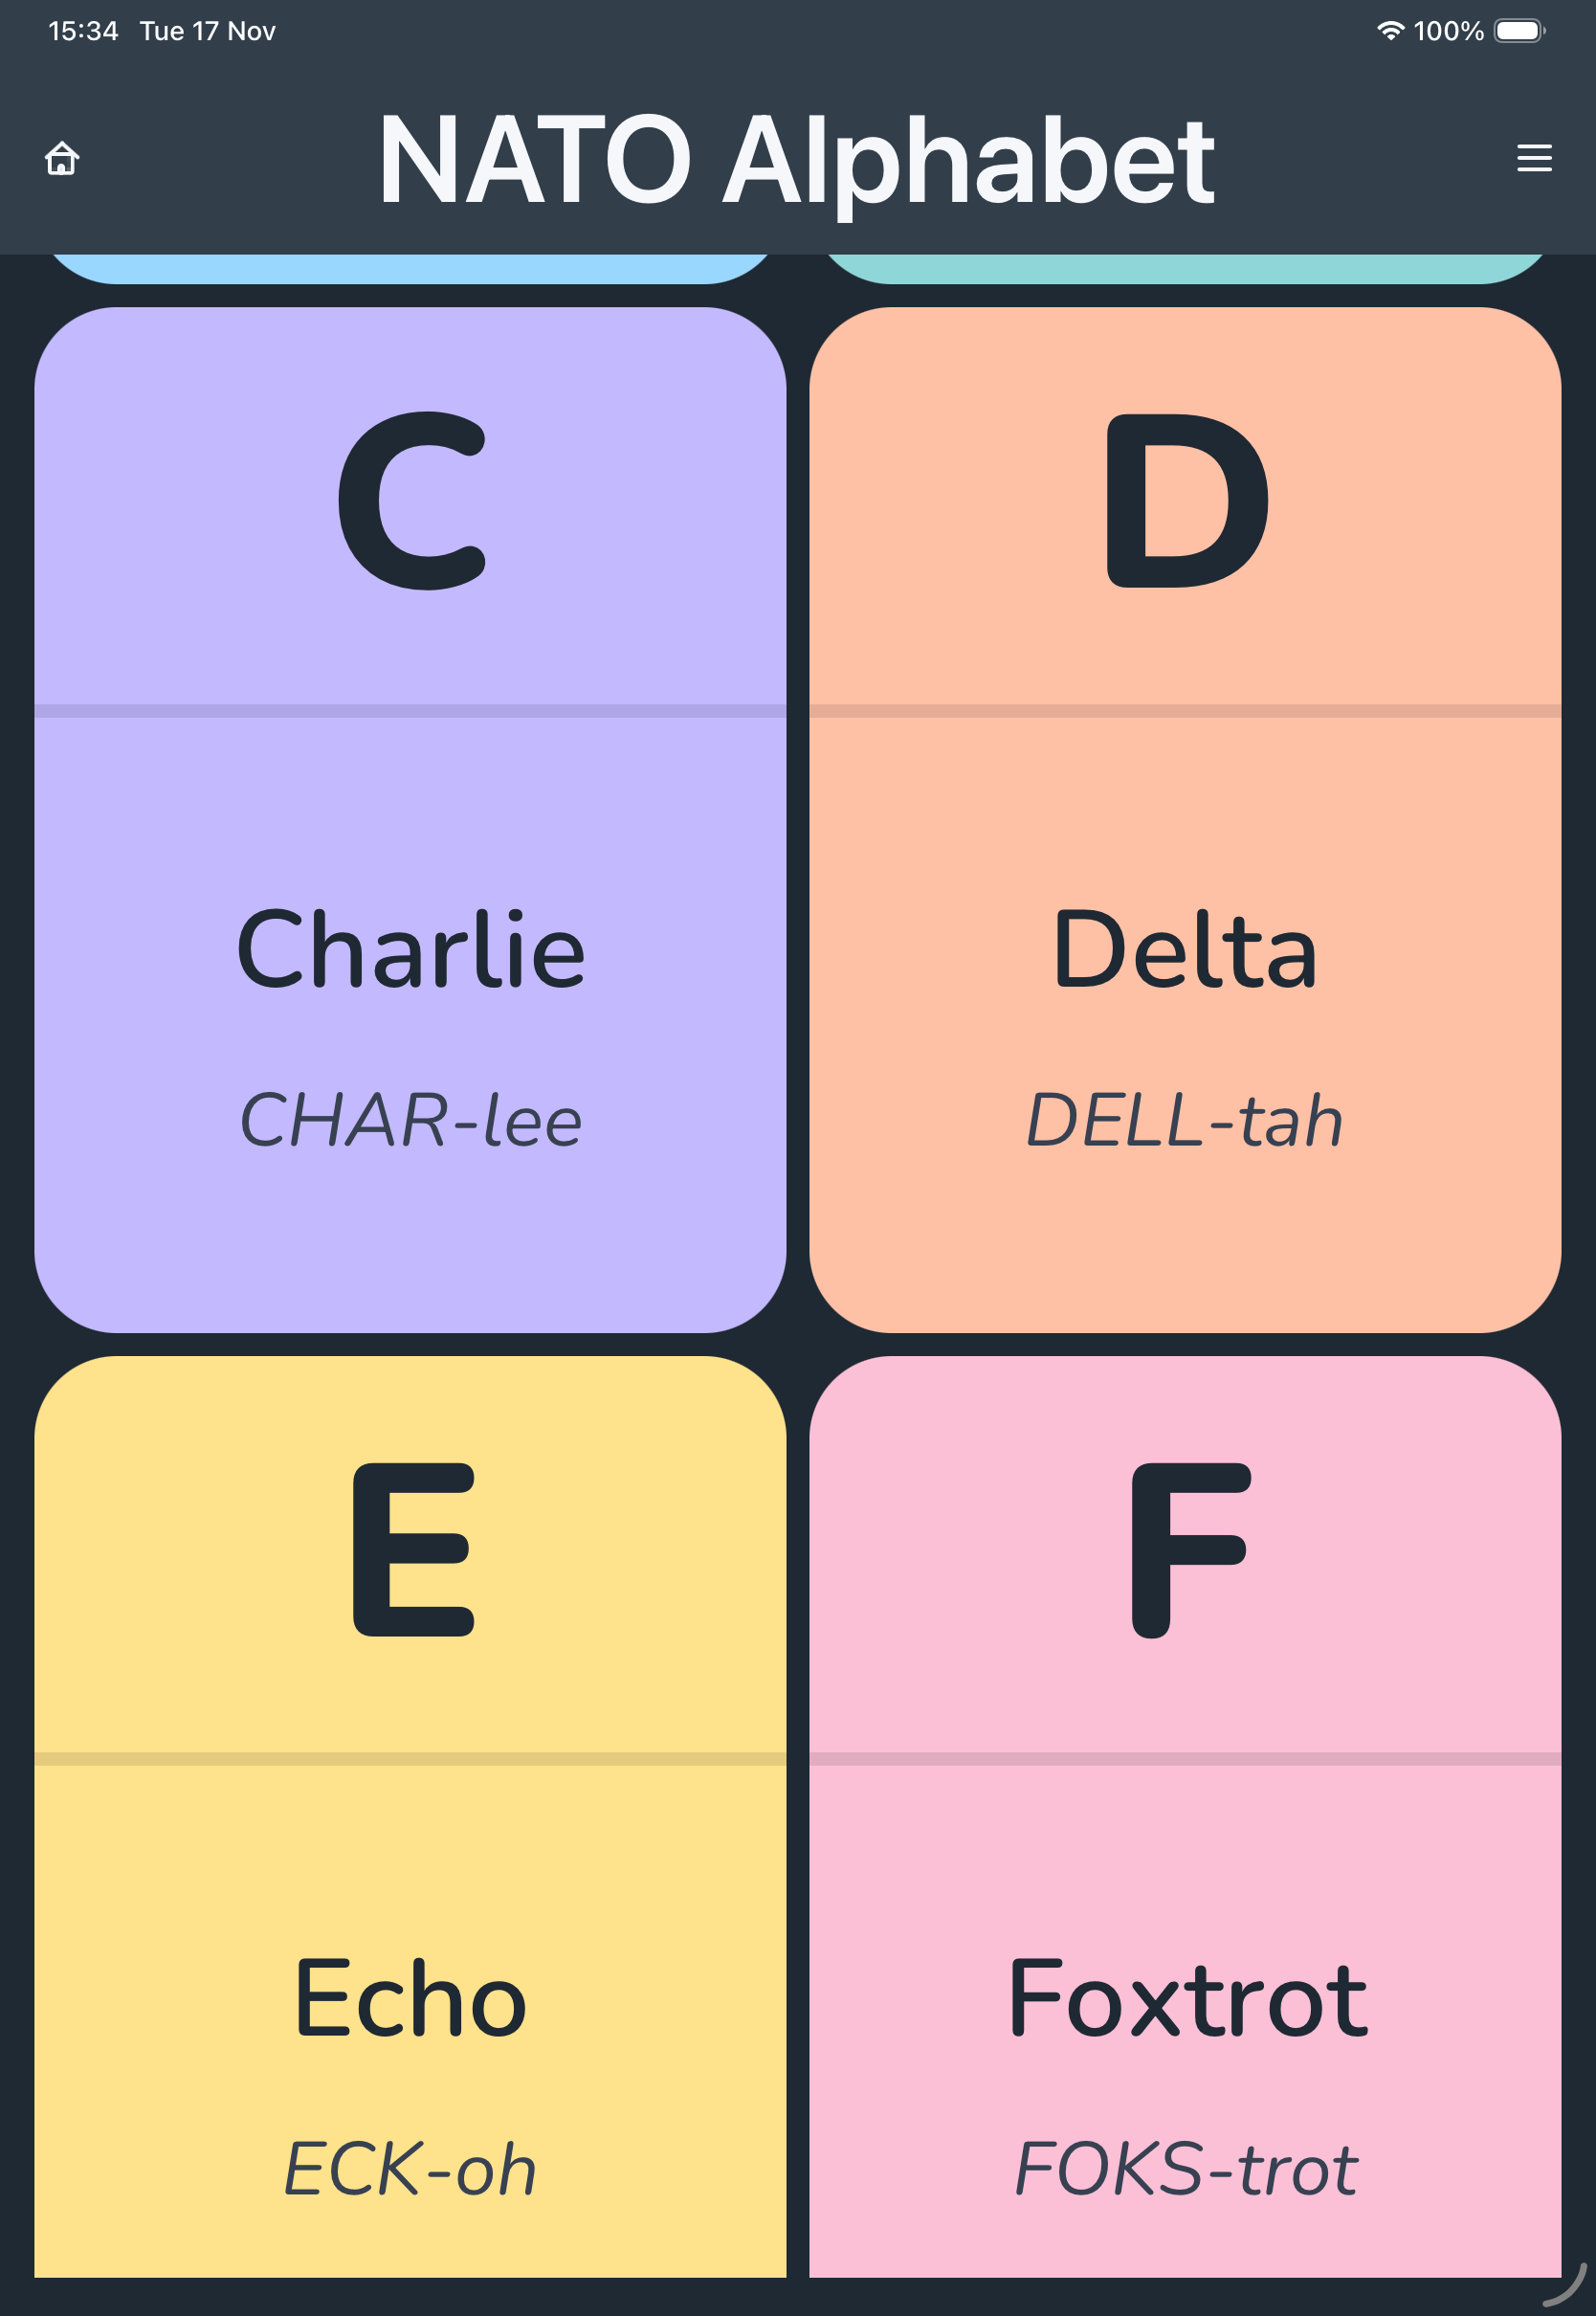 15:34 Tue 17 Nov 100%
NATO Alphabet
C
D
Charlie
CHAR-lee
Delta
DELL-tah
E
F
Echo
ECK-oh
Foxtrot
FOKS-trot